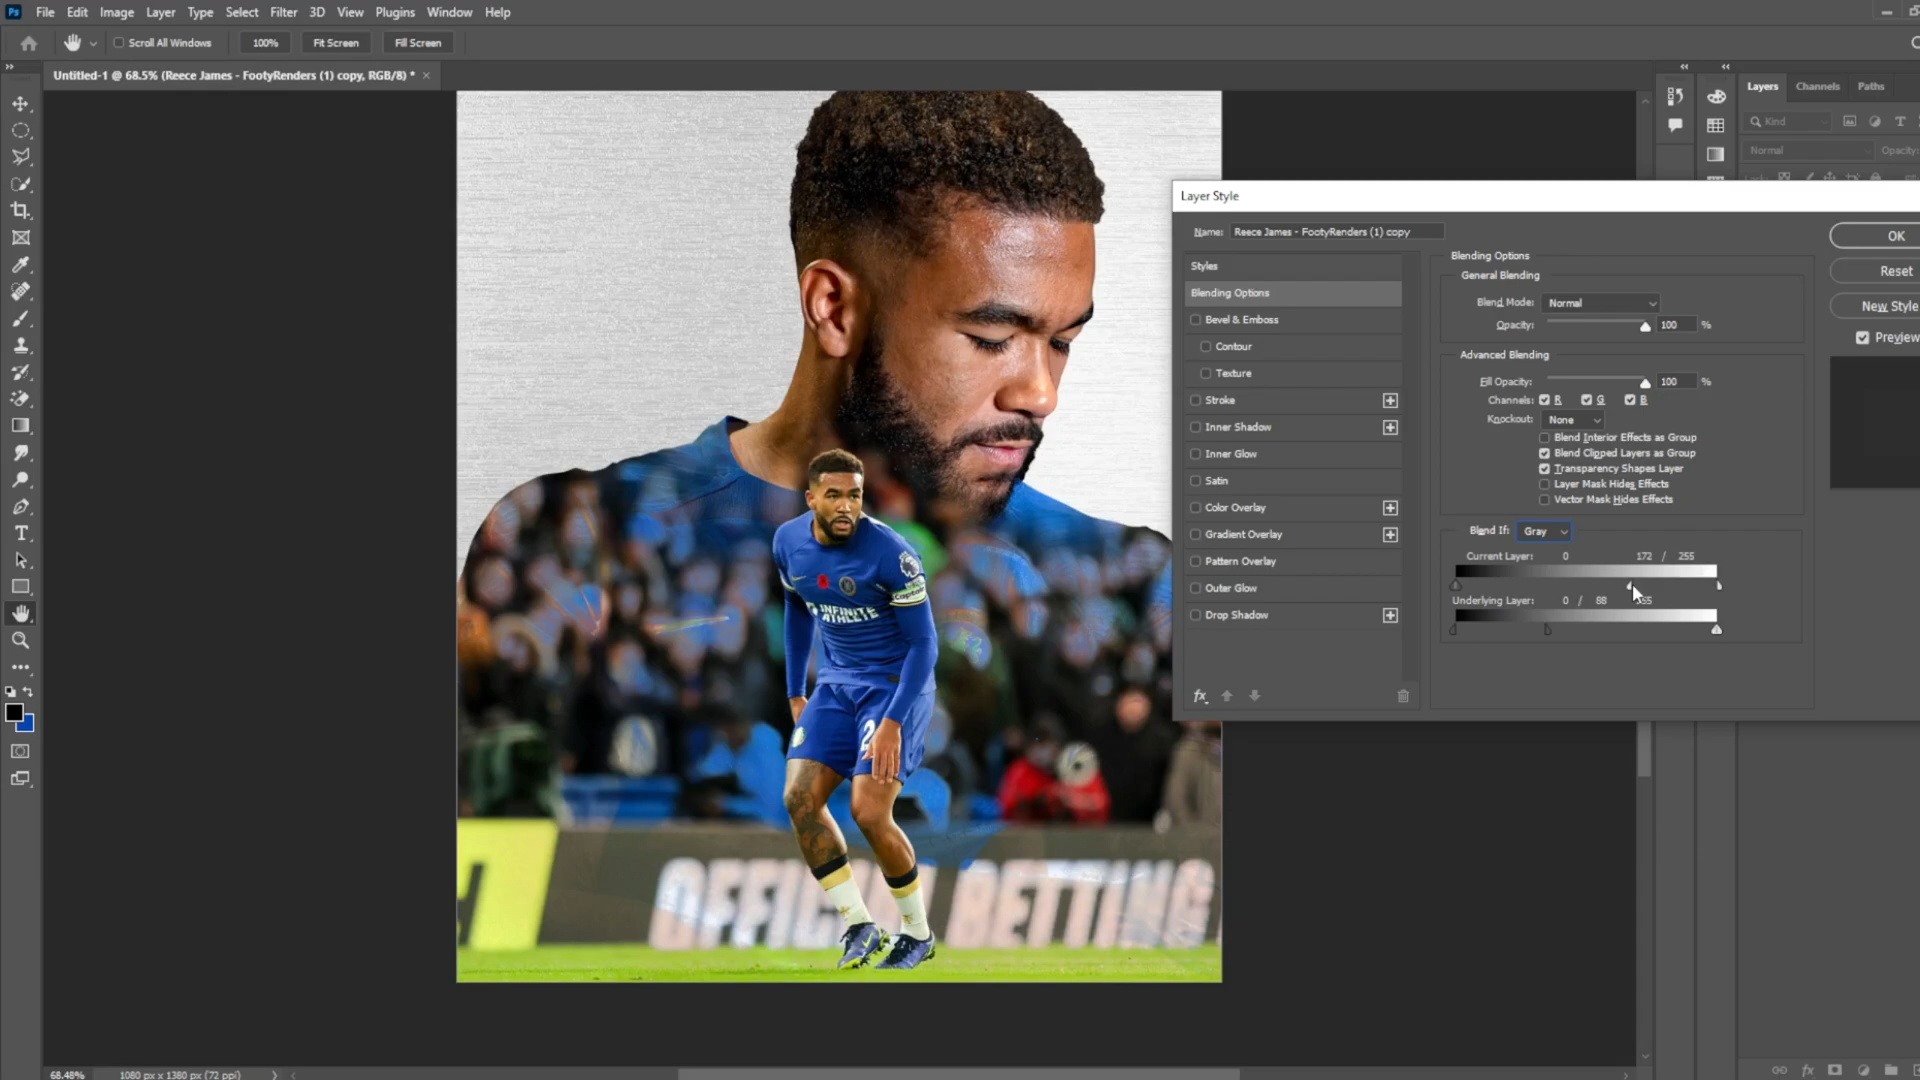 Ps File Edit Image Layer Type Select Filter 3D View Plugins Window Help
Scroll All Windows 100% Fit Screen Fill Screen
Untitled-1 @ 68.5% (Reece James - FootyRenders (1) copy, RGB/8) * ×
Layers Channels Paths
Kind
Normal Opacity:
Layer Style
Name: Reece James - FootyRenders (1) copy
Styles
Blending Options
Bevel & Emboss
Contour
Texture
Stroke
Inner Shadow
Inner Glow
Satin
Color Overlay
Gradient Overlay
Pattern Overlay
Outer Glow
Drop Shadow
fx
Blending Options
General Blending
Blend Mode: Normal
Opacity: 100 %
Advanced Blending
Fill Opacity: 100 %
Channels: R G B
Knockout: None
Blend Interior Effects as Group
Blend Clipped Layers as Group
Transparency Shapes Layer
Layer Mask Hides Effects
Vector Mask Hides Effects
Blend If: Gray
Current Layer: 0 172 / 255
Underlying Layer: 0 / 88
OK
Reset
New Style
Preview
Captain
INFINITE
ATHLETE
2
OFFICIAL BETTING
68.48% 1080 px x 1380 px (72 ppi)
fx